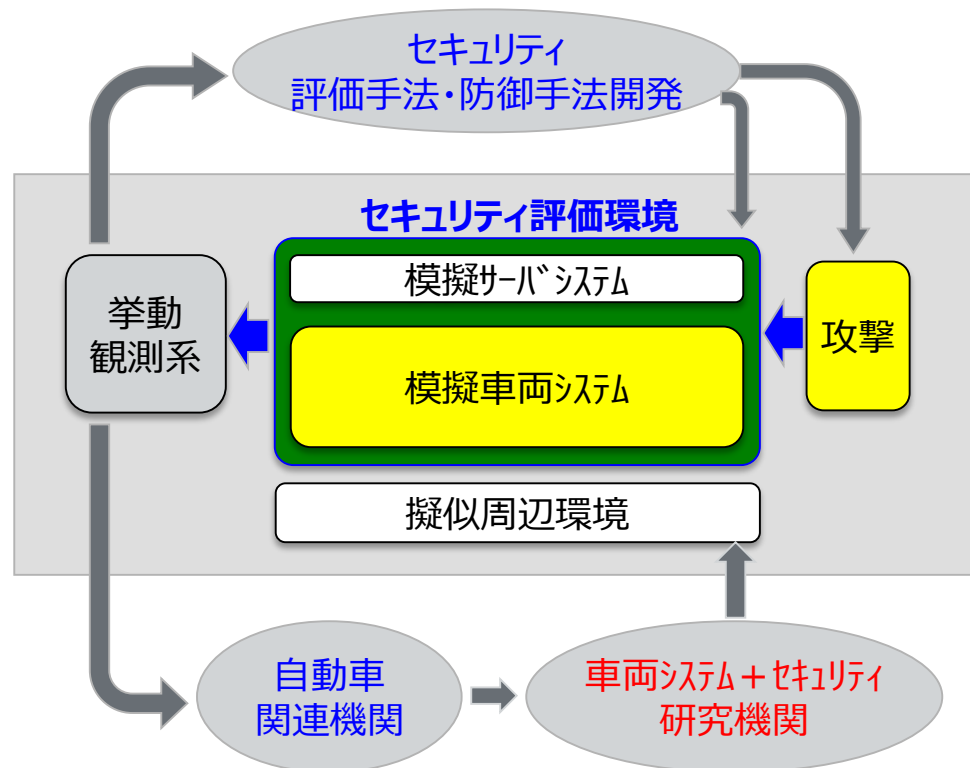 セキュリティ
評価手法・防御手法開発
セキュリティ評価環境
模擬ｻｰﾊﾞｼｽﾃﾑ
挙動
観測系
模擬車両ｼｽﾃﾑ
攻撃
擬似周辺環境
自動車
関連機関
車両ｼｽﾃﾑ＋ｾｷｭﾘﾃｨ
研究機関